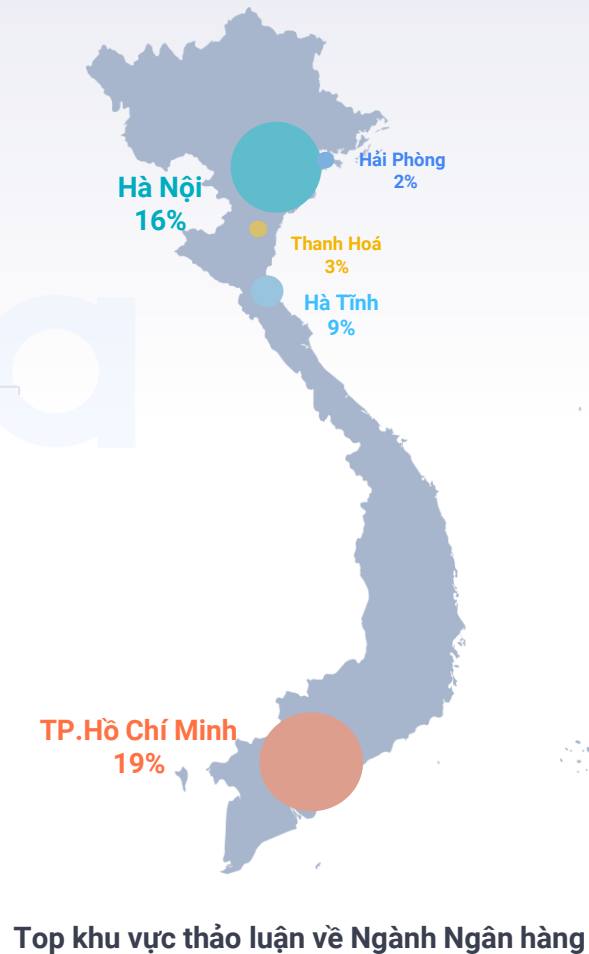 Hải Phòng
2%
Hà Nội
16%
Thanh Hoá
3%
Hà Tĩnh
9%
TP.Hồ Chí Minh
19%
Top khu vực thảo luận về Ngành Ngân hàng